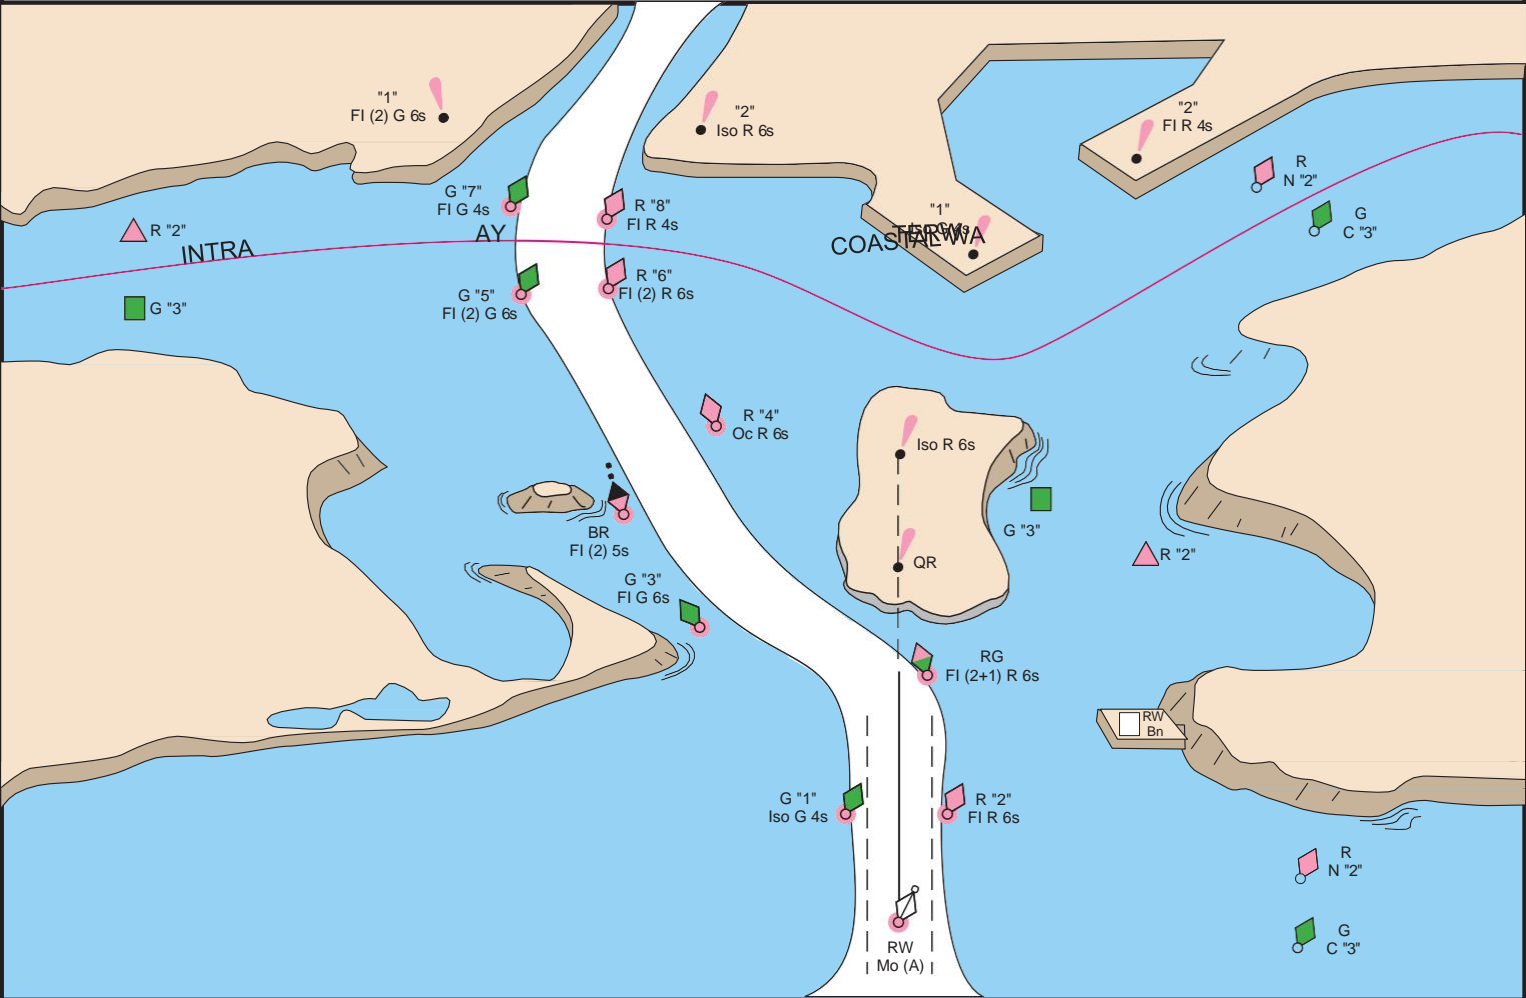 "1"
Fl (2) G 6s
"2"
Iso R 6s
"2"
Fl R 4s
R
N "2"
G "7"
Fl G 4s
R "8"
Fl R 4s
"1"
G
C "3"
R "2"
INTRA
AY
COASTAL
TERWA
WA
G "5"
Fl (2) G 6s
R "6"
Fl (2) R 6s
G "3"
R "4"
Oc R 6s
Iso R 6s
G "3"
BR
Fl (2) 5s
R "2"
QR
G "3"
Fl G 6s
RG
Fl (2+1) R 6s
RW
Bn
G "1"
Iso G 4s
R "2"
Fl R 6s
R
N "2"
G
C "3"
RW
Mo (A)